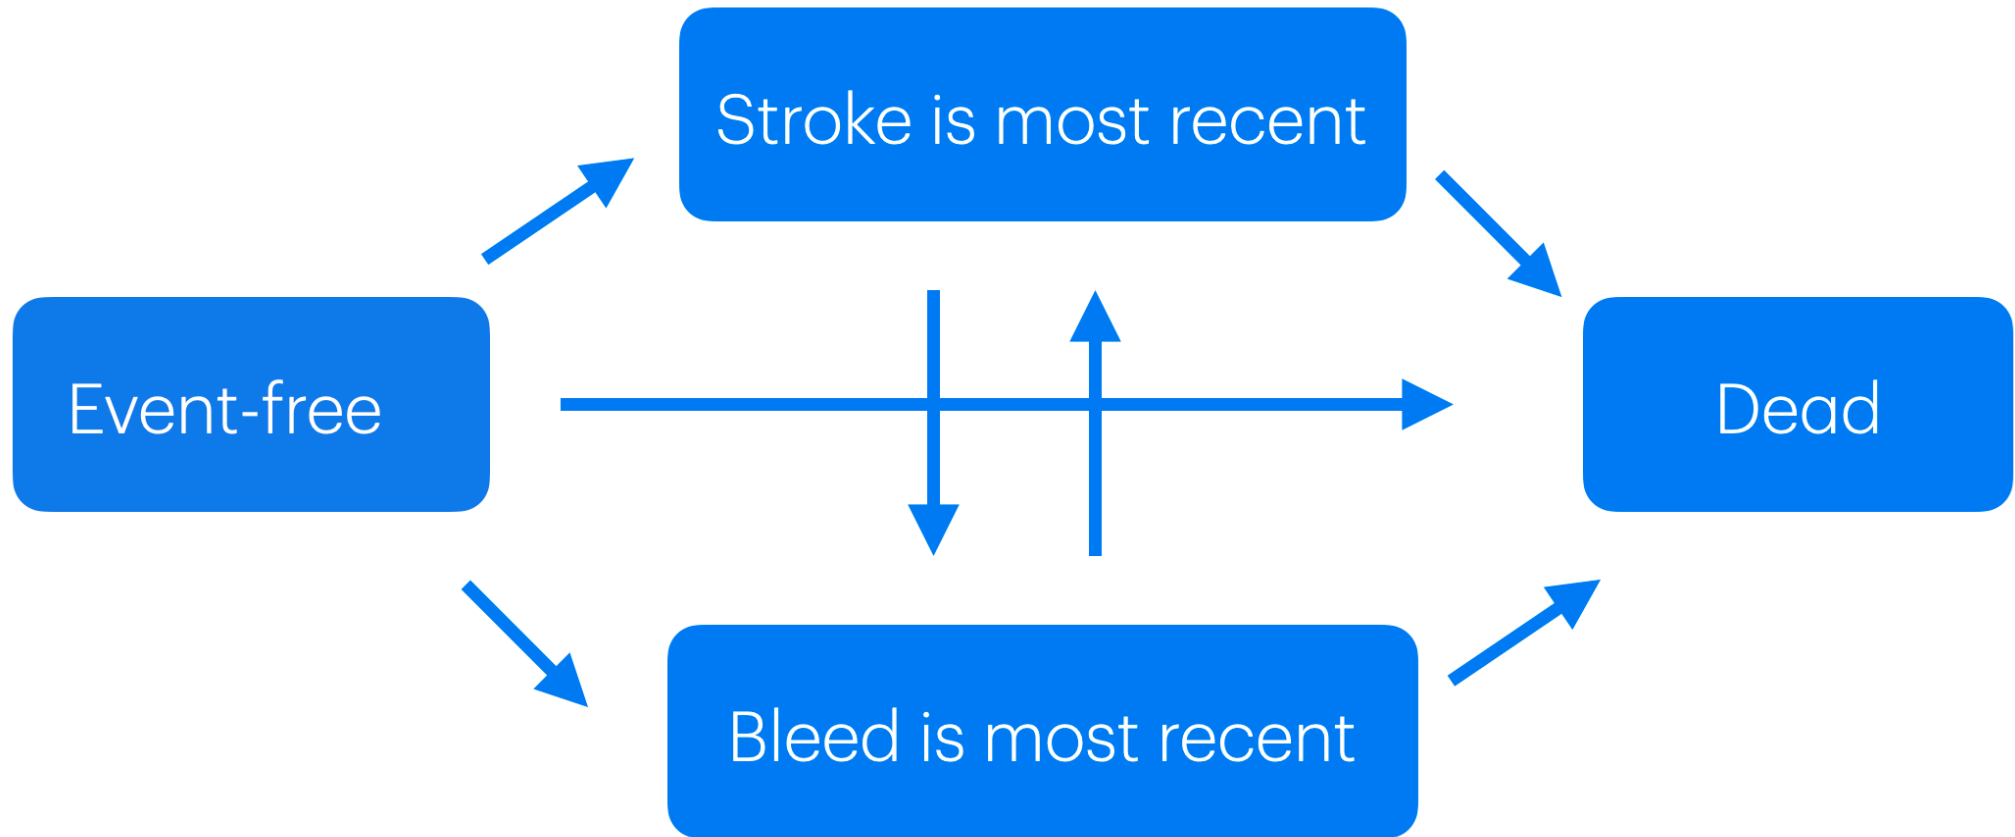 Stroke is most recent
Event-free
Dead
Bleed is most recent